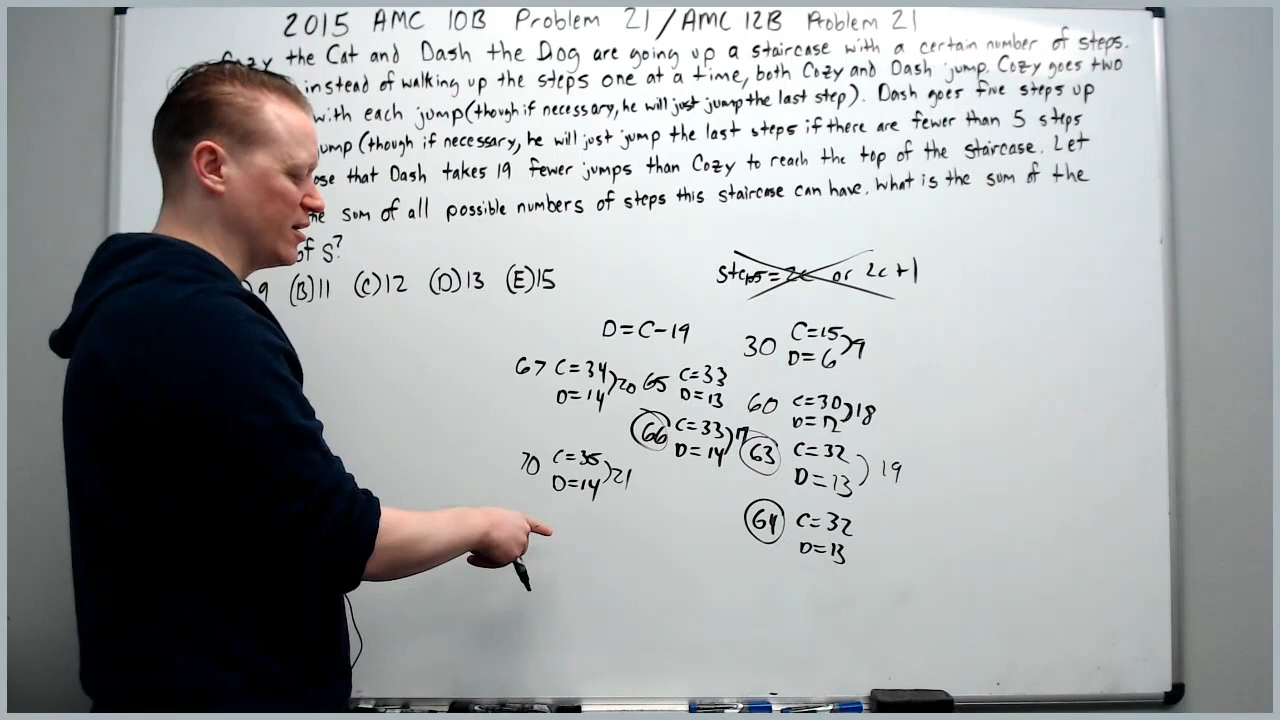 2015 AMC 10B Problem 21/AMC 12B Problem 21
the Cat and Dash the Dog are going up a staircase with a certain number of steps.
instead of walking up the steps one at a time, both Cozy and Dash jump. Cozy goes two
with each jump (though if necessary, he will just jump the last step). Dash goes five steps up
ump (though if necessary, he will just jump the last steps if there are fewer than 5 steps
ose that Dash takes 19 fewer jumps than Cozy to reach the top of the staircase. Let
sum of all possible numbers of steps this staircase can have. What is the sum of the
of S?
9 (B) 11 (C) 12 (D) 13 (E) 15
steps = 2c or 2c+1
D=C-19
30 C=15 D=6 9
67 C=34 D=14 20
65 C=33 D=13
60 C=30 D=12 18
66 C=33 D=14
63 C=32 D=13 19
70 C=35 D=14 21
64 C=32 D=13